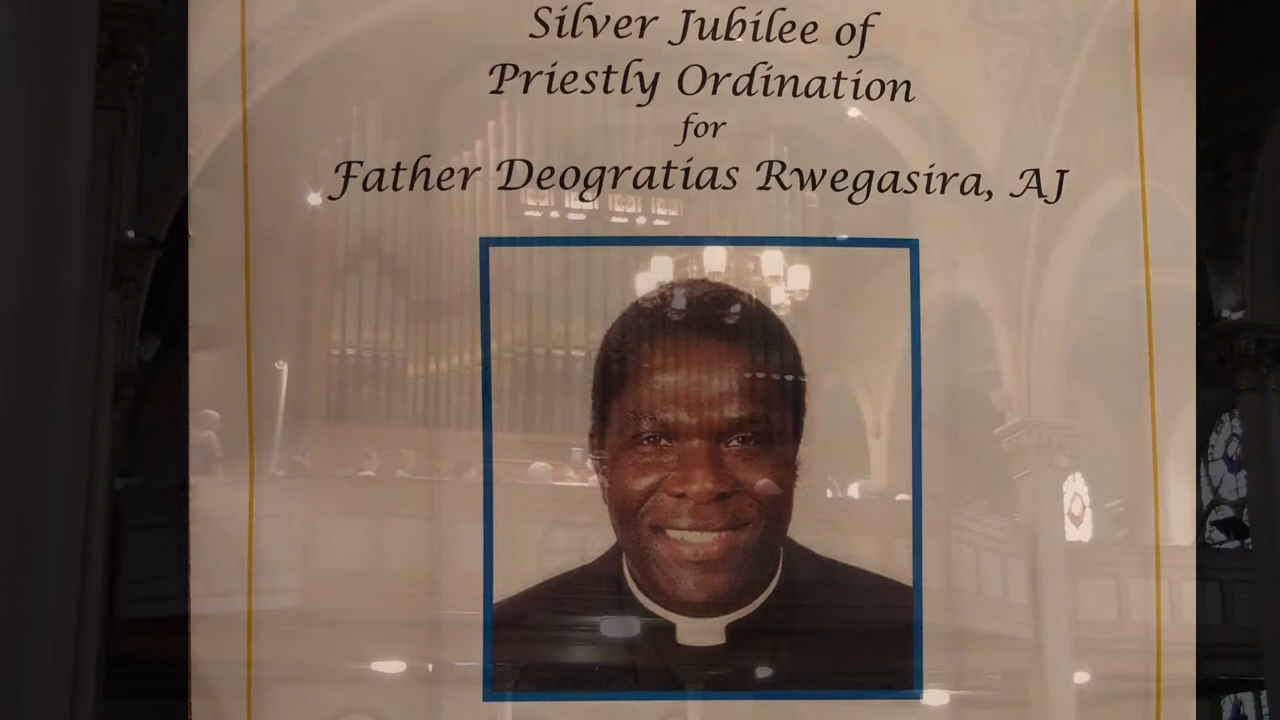 Silver Jubilee of
Priestly Ordination
for
Father Deogratias Rwegasira, AJ